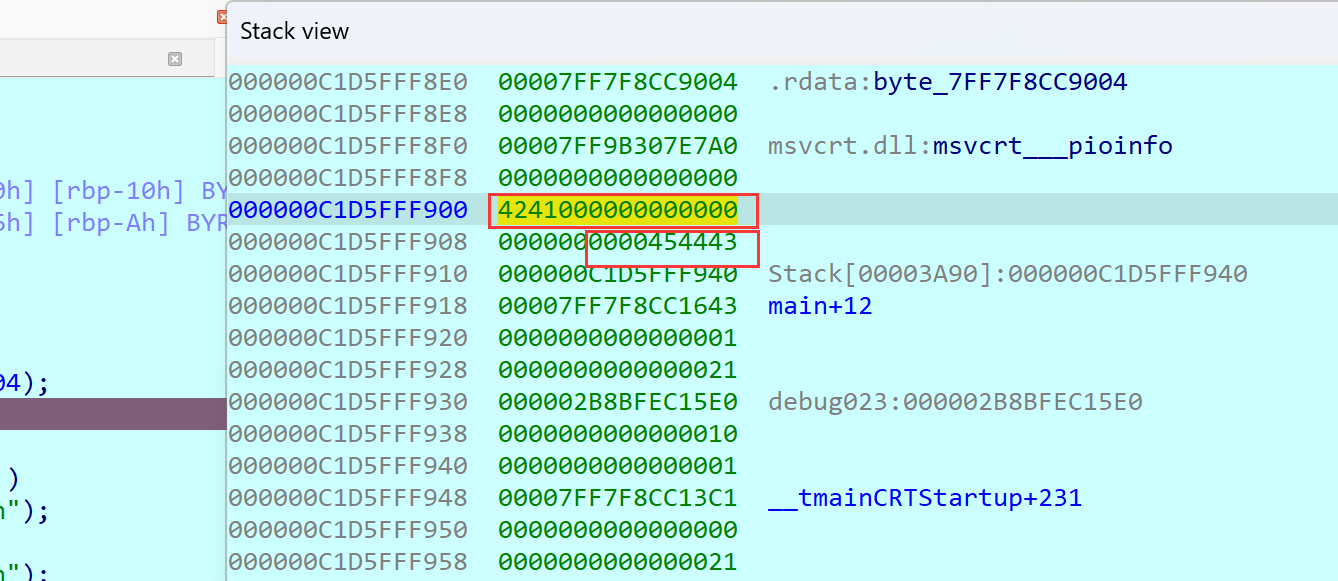 Stack view
000000C1D5FFF8E0 00007FF7F8CC9004 .rdata:byte_7FF7F8CC9004
000000C1D5FFF8E8 0000000000000000
000000C1D5FFF8F0 00007FF9B307E7A0 msvcrt.dll:msvcrt___pioinfo
000000C1D5FFF8F8 0000000000000000
0h] [rbp-10h] BY
000000C1D5FFF900 4241000000000000
5h] [rbp-Ah] BYR
000000C1D5FFF908 0000000000454443
000000C1D5FFF910 000000C1D5FFF940 Stack[00003A90]:000000C1D5FFF940
000000C1D5FFF918 00007FF7F8CC1643 main+12
000000C1D5FFF920 0000000000000001
000000C1D5FFF928 0000000000000021
04);
000000C1D5FFF930 000002B8BFEC15E0 debug023:000002B8BFEC15E0
000000C1D5FFF938 0000000000000010
000000C1D5FFF940 0000000000000001
)
000000C1D5FFF948 00007FF7F8CC13C1 __tmainCRTStartup+231
n");
000000C1D5FFF950 0000000000000000
000000C1D5FFF958 0000000000000021
n");